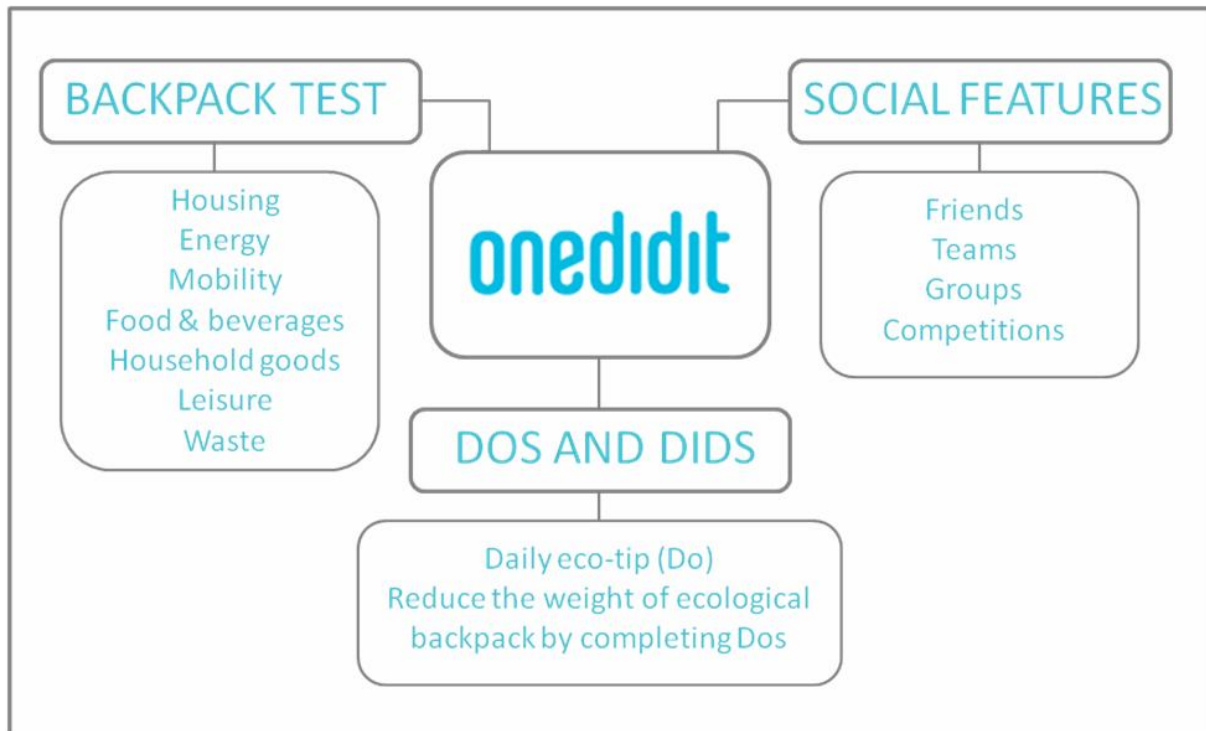 BACKPACK TEST
Housing
Energy
Mobility
Food & beverages
Household goods
Leisure
Waste
onedidit
SOCIAL FEATURES
Friends
Teams
Groups
Competitions
DOS AND DIDS
Daily eco-tip (Do)
Reduce the weight of ecological
backpack by completing Dos